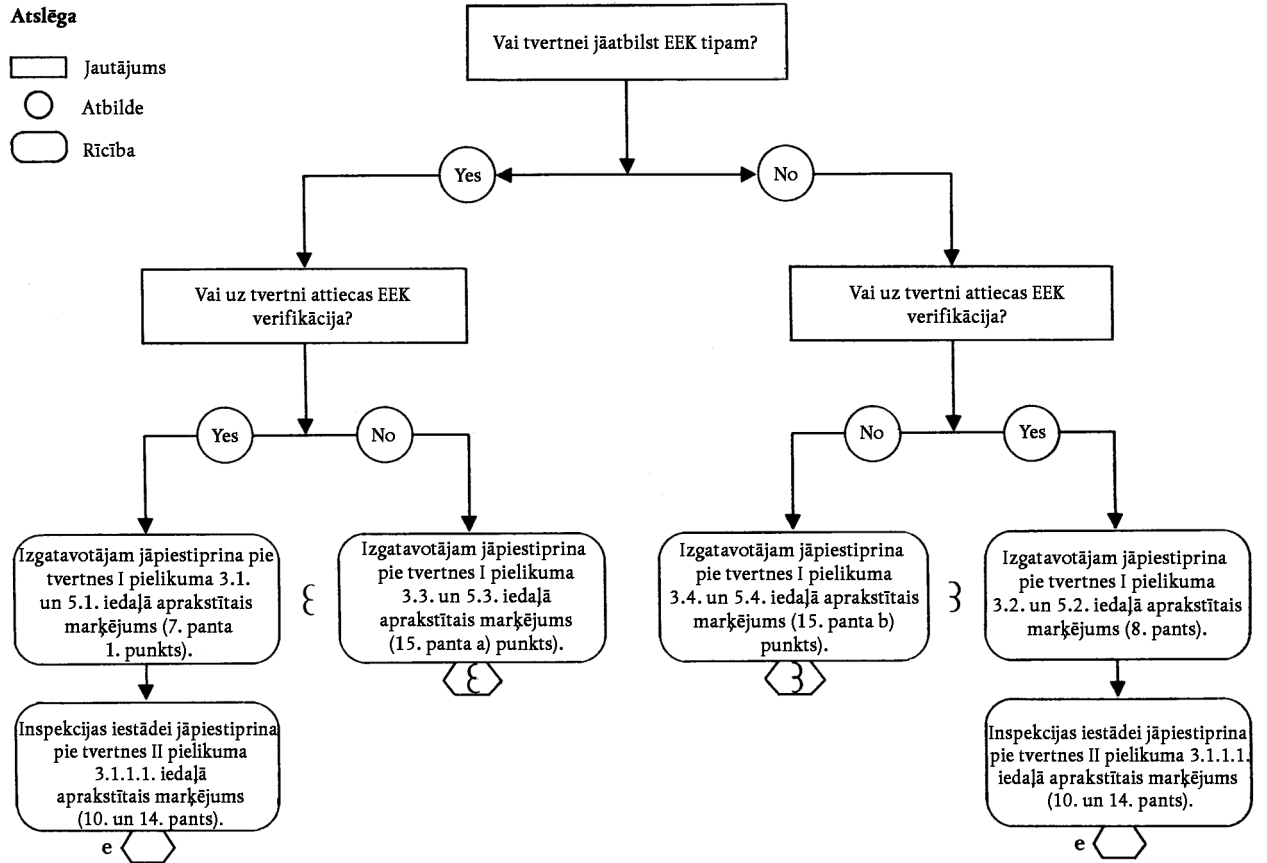 Atslēga
Jautājums
Atbilde
Rīcība
Vai tvertnei jāatbilst EEK tipam?
Yes
No
Vai uz tvertni attiecas EEK
verifikācija?
Vai uz tvertni attiecas EEK
verifikācija?
Yes
No
No
Yes
Izgatavotājam jāpiestiprina pie
tvertnes I pielikuma 3.1.
un 5.1. iedaļā aprakstītais
marķējums (7. panta
1. punkts).
Ɛ
Izgatavotājam jāpiestiprina
pie tvertnes I pielikuma
3.3. un 5.3. iedaļā
aprakstītais marķējums
(15. panta a) punkts).
Ɛ
Izgatavotājam jāpiestiprina
pie tvertnes I pielikuma
3.4. un 5.4. iedaļā aprakstītais
marķējums (15. panta b)
punkts).
3
3
Izgatavotājam jāpiestiprina
pie tvertnes I pielikuma
3.2. un 5.2. iedaļā aprakstītais
marķējums (8. pants).
Inspekcijas iestādei jāpiestiprina
pie tvertnes II pielikuma
3.1.1.1. iedaļā
aprakstītais marķējums
(10. un 14. pants).
e
Inspekcijas iestādei jāpiestiprina
pie tvertnes II pielikuma 3.1.1.1.
iedaļā aprakstītais marķējums
(10. un 14. pants).
e